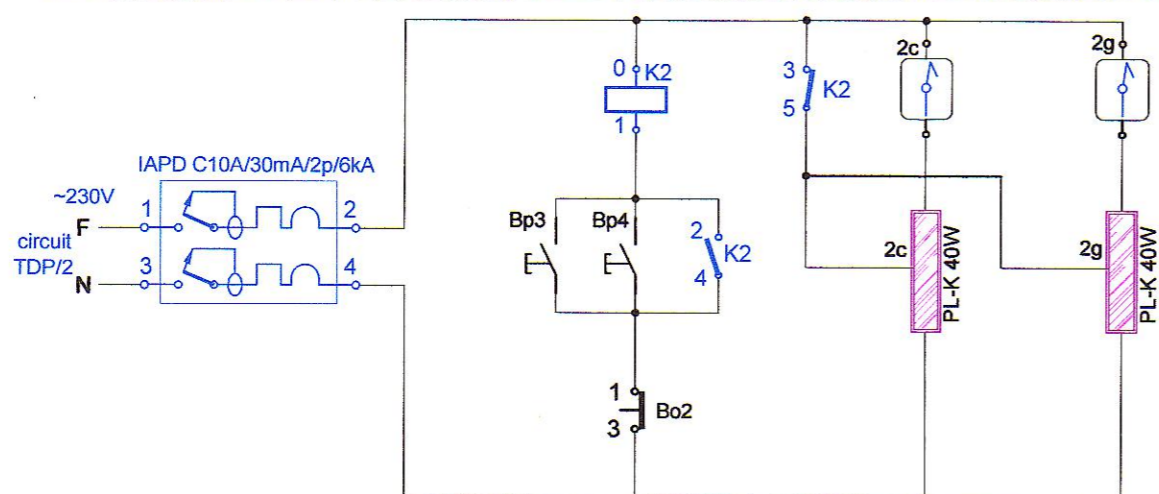 IAPD C10A/30mA/2p/6kA
~230V
F
circuit
TDP/2
N
1
2
3
4
0
K2
1
Bp3
Bp4
2
K2
4
1
Bo2
3
3
K2
5
2c
2g
2c
PL-K 40W
2g
PL-K 40W